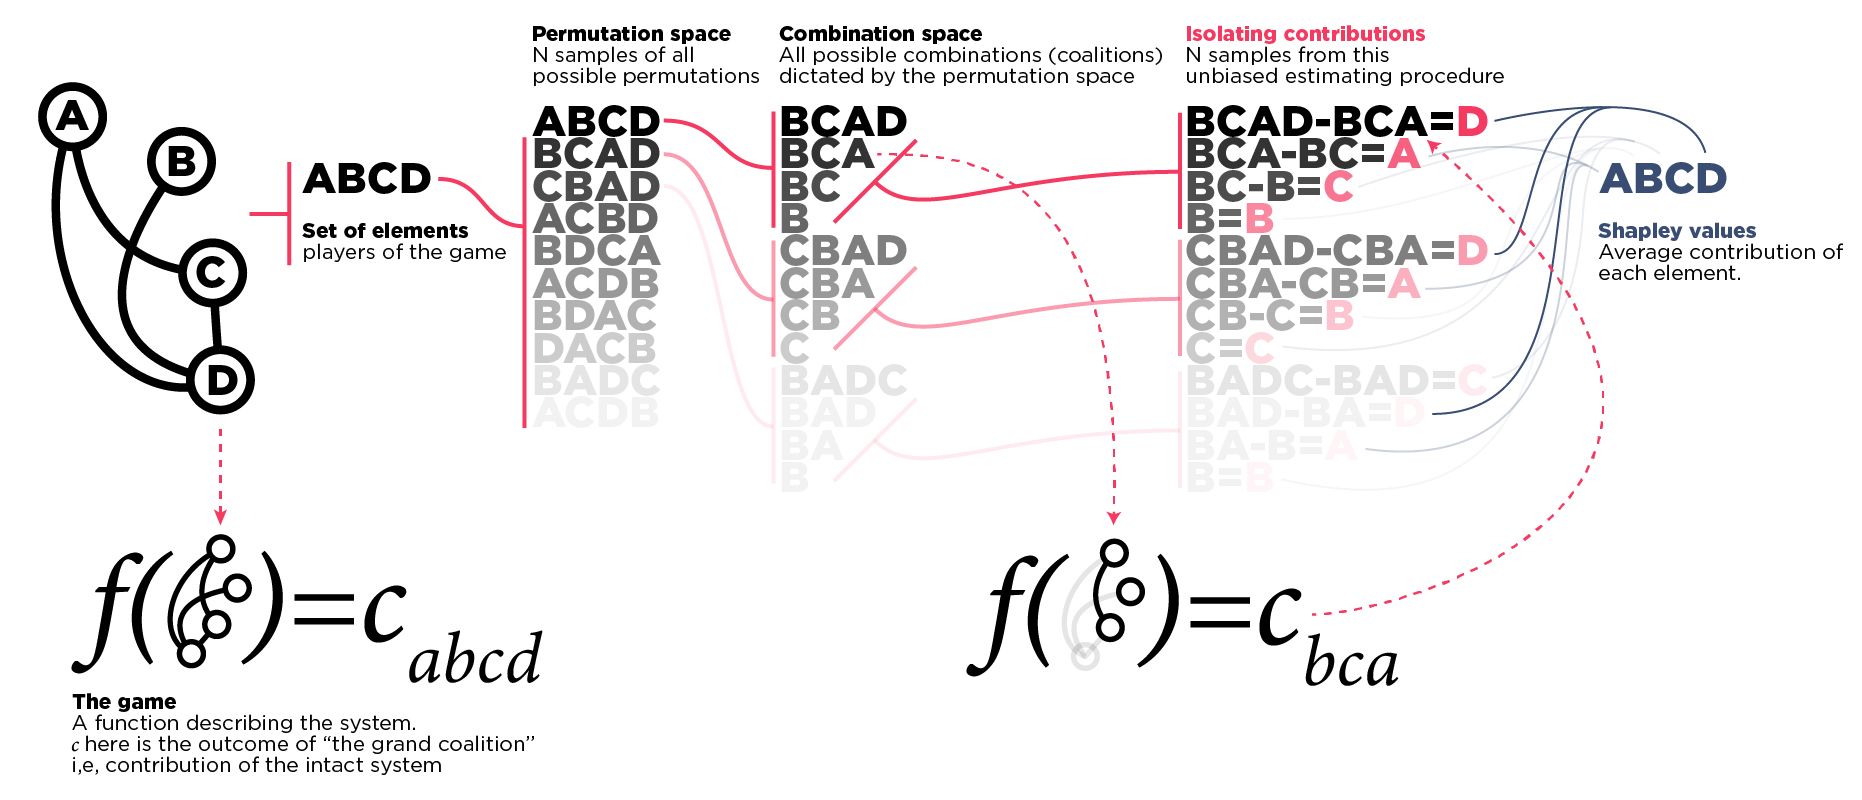 A
B
C
D
ABCD
Set of elements
players of the game
Permutation space
N samples of all
possible permutations
ABCD
BCAD
CBAD
ACBD
BDCA
ACDB
BDAC
DACB
BADC
ACDB
Combination space
All possible combinations (coalitions)
dictated by the permutation space
BCAD
BCA
BC
B
CBAD
CBA
CB
C
BADC
BAD
BA
B
Isolating contributions
N samples from this
unbiased estimating procedure
BCAD-BCA=D
BCA-BC=A
BC-B=C
B=B
CBAD-CBA=D
CBA-CB=A
CB-C=B
C=C
BADC-BAD=C
BAD-BA=D
BA-B=A
B=B
ABCD
Shapley values
Average contribution of
each element.
f( )=c abcd
The game
A function describing the system.
c here is the outcome of “the grand coalition”
i,e, contribution of the intact system
f( )=c bca